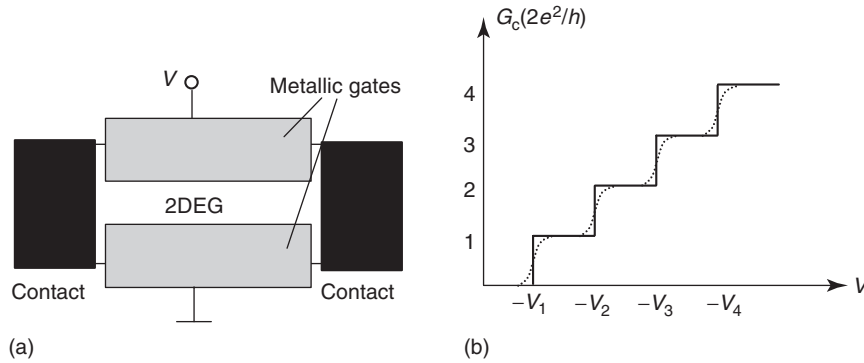 V
Metallic gates
2DEG
Contact
Contact
(a)
G_c(2e^2/h)
4
3
2
1
−V_1
−V_2
−V_3
−V_4
V
(b)